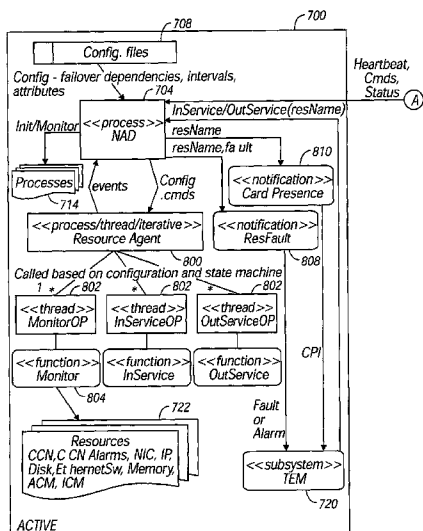 708
700
Config. files
Config - failover dependencies, intervals,
attributes
704
Heartbeat,
Cmds,
Status
A
InService/OutService(resName)
<<process>>
NAD
Init/Monitor
resName
resName,fa ult
810
<<notification>>
Card Presence
Processes
714
events
Config
.cmds
<<process/thread/iterative>>
Resource Agent
800
<<notification>>
ResFault
808
Called based on configuration and state machine
1 * 802 * 802 * 802
<<thread>>
MonitorOP
<<thread>>
InServiceOP
<<thread>>
OutServiceOP
<<function>>
Monitor
<<function>>
InService
<<function>>
OutService
804
CPI
722
Resources
CCN,C CN Alarms, NIC, IP,
Disk,Et hernetSw, Memory,
ACM, ICM
Fault
or
Alarm
<<subsystem>>
TEM
720
ACTIVE